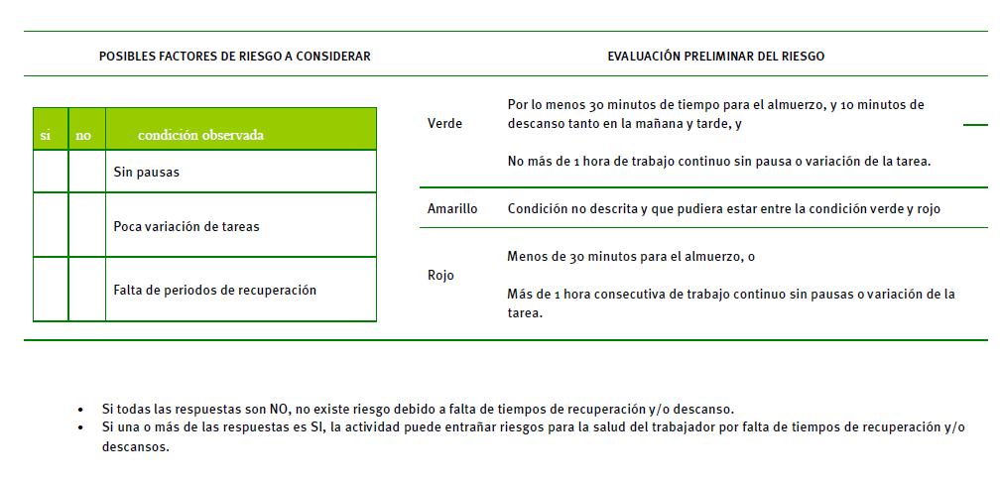 POSIBLES FACTORES DE RIESGO A CONSIDERAR
EVALUACIÓN PRELIMINAR DEL RIESGO
si no condición observada
Sin pausas
Poca variación de tareas
Falta de periodos de recuperación
Verde
Por lo menos 30 minutos de tiempo para el almuerzo, y 10 minutos de
descanso tanto en la mañana y tarde, y
No más de 1 hora de trabajo continuo sin pausa o variación de la tarea.
Amarillo
Condición no descrita y que pudiera estar entre la condición verde y rojo
Rojo
Menos de 30 minutos para el almuerzo, o
Más de 1 hora consecutiva de trabajo continuo sin pausas o variación de la
tarea.
• Si todas las respuestas son NO, no existe riesgo debido a falta de tiempos de recuperación y/o descanso.
• Si una o más de las respuestas es SI, la actividad puede entrañar riesgos para la salud del trabajador por falta de tiempos de recuperación y/o
descansos.